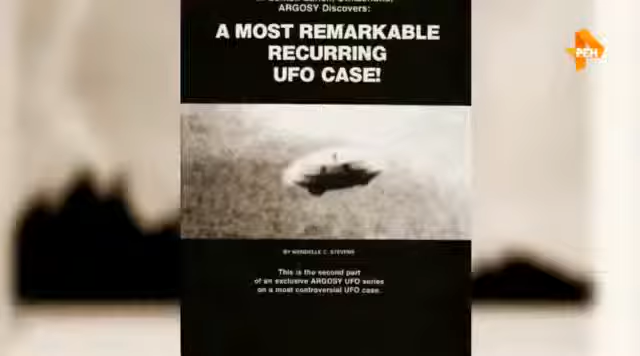 ARGOSY Discovers:
A MOST REMARKABLE
RECURRING
UFO CASE!
РЕН
BY WENDELLE C. STEVENS
This is the second part
of an exclusive ARGOSY UFO series
on a most controversial UFO case.